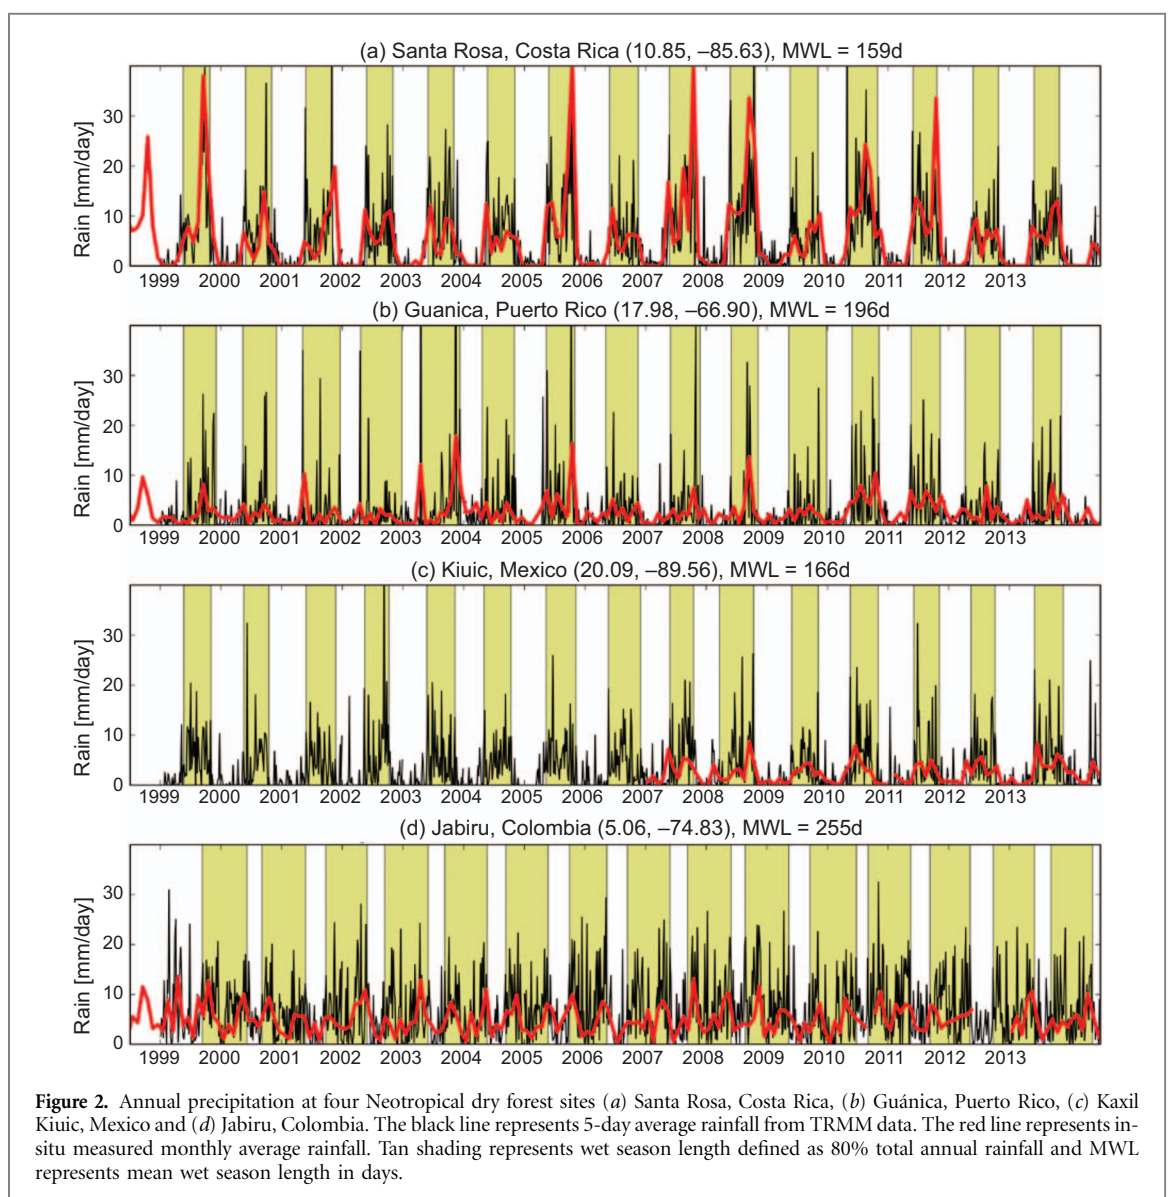 (a) Santa Rosa, Costa Rica (10.85, –85.63), MWL = 159d
Rain [mm/day]
30
20
10
0
1999 2000 2001 2002 2003 2004 2005 2006 2007 2008 2009 2010 2011 2012 2013
(b) Guanica, Puerto Rico (17.98, –66.90), MWL = 196d
Rain [mm/day]
30
20
10
0
1999 2000 2001 2002 2003 2004 2005 2006 2007 2008 2009 2010 2011 2012 2013
(c) Kiuic, Mexico (20.09, –89.56), MWL = 166d
Rain [mm/day]
30
20
10
0
1999 2000 2001 2002 2003 2004 2005 2006 2007 2008 2009 2010 2011 2012 2013
(d) Jabiru, Colombia (5.06, –74.83), MWL = 255d
Rain [mm/day]
30
20
10
0
1999 2000 2001 2002 2003 2004 2005 2006 2007 2008 2009 2010 2011 2012 2013
Figure 2. Annual precipitation at four Neotropical dry forest sites (a) Santa Rosa, Costa Rica, (b) Guánica, Puerto Rico, (c) Kaxil
Kiuic, Mexico and (d) Jabiru, Colombia. The black line represents 5-day average rainfall from TRMM data. The red line represents in-
situ measured monthly average rainfall. Tan shading represents wet season length defined as 80% total annual rainfall and MWL
represents mean wet season length in days.